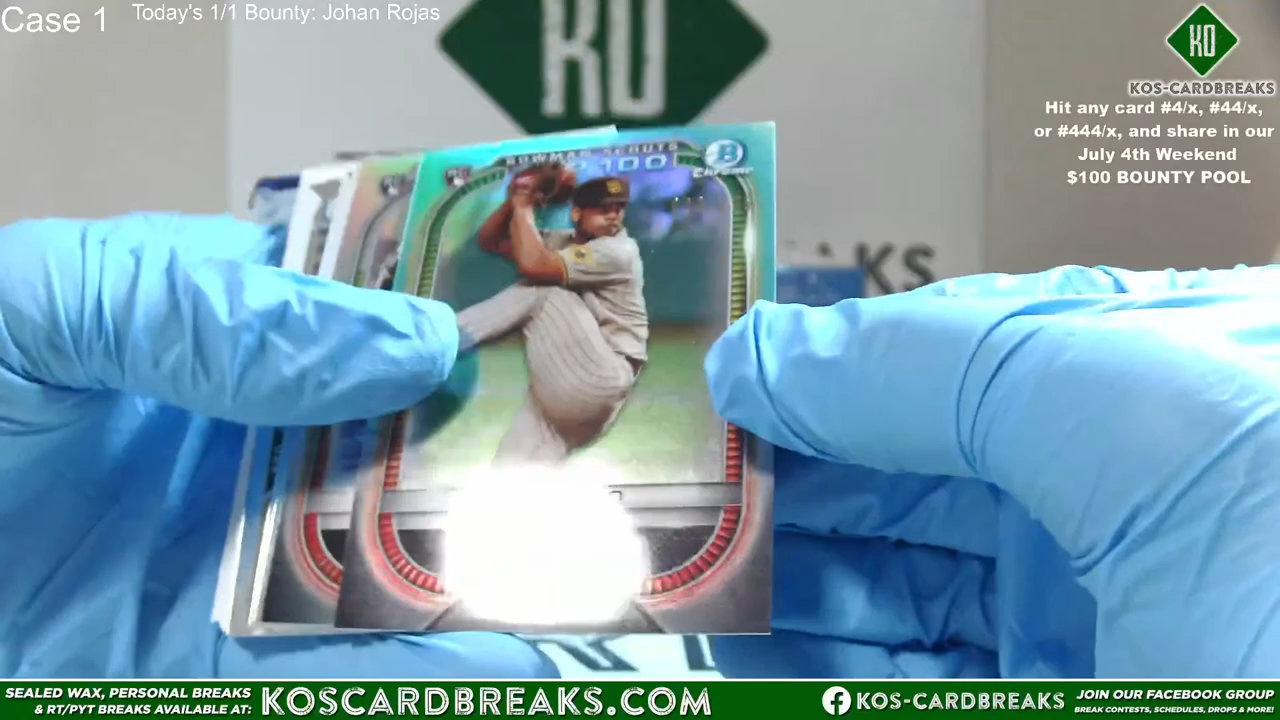 Case 1
Today's 1/1 Bounty: Johan Rojas
KO
KO
KOS-CARDBREAKS
Hit any card #4/x, #44/x,
or #444/x, and share in our
July 4th Weekend
$100 BOUNTY POOL
BOWMAN SCOUTS
100
B
CHROME
KS
SEALED WAX, PERSONAL BREAKS
& RT/PYT BREAKS AVAILABLE AT:
KOSCARDBREAKS.COM
KOS-CARDBREAKS
JOIN OUR FACEBOOK GROUP
BREAK CONTESTS, SCHEDULES, DROPS & MORE!